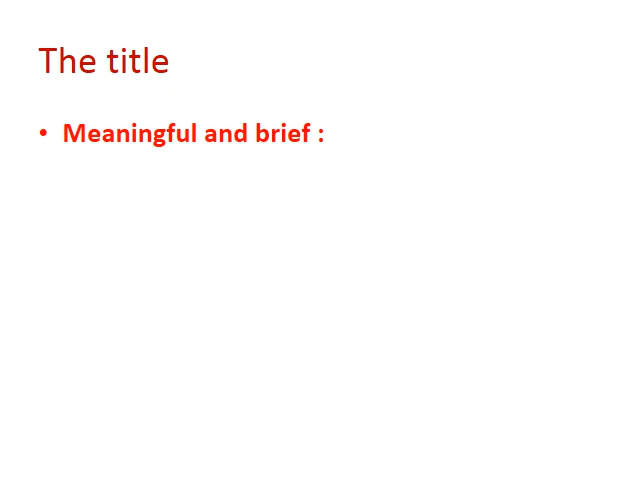 The title
• Meaningful and brief :